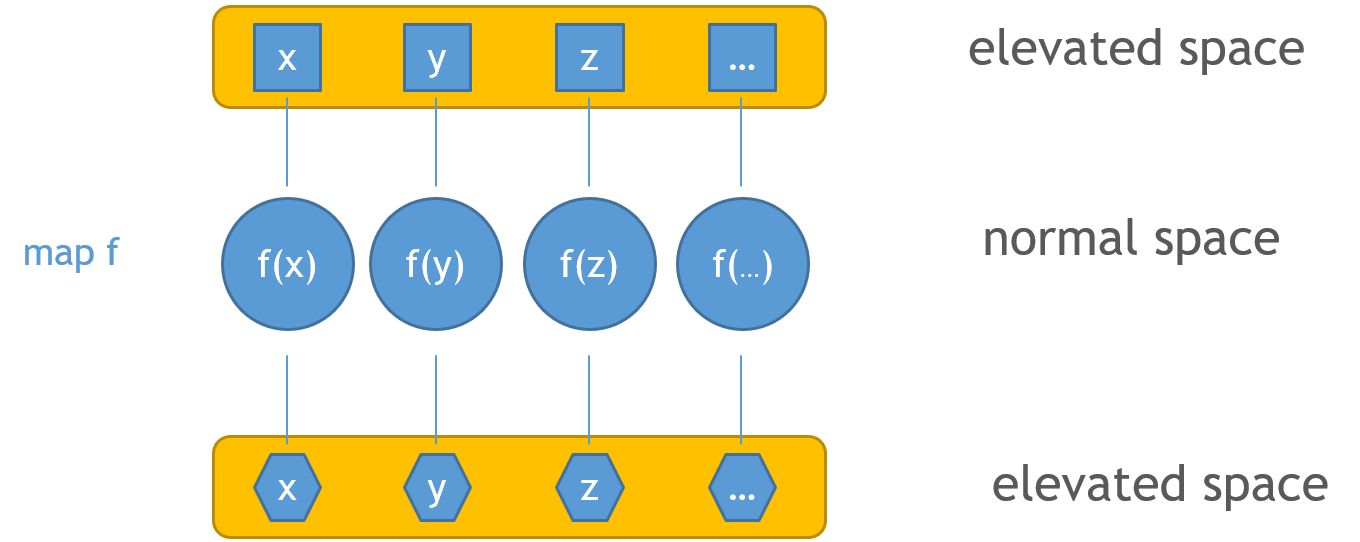 x y z ... elevated space
map f f(x) f(y) f(z) f(...) normal space
x y z ... elevated space